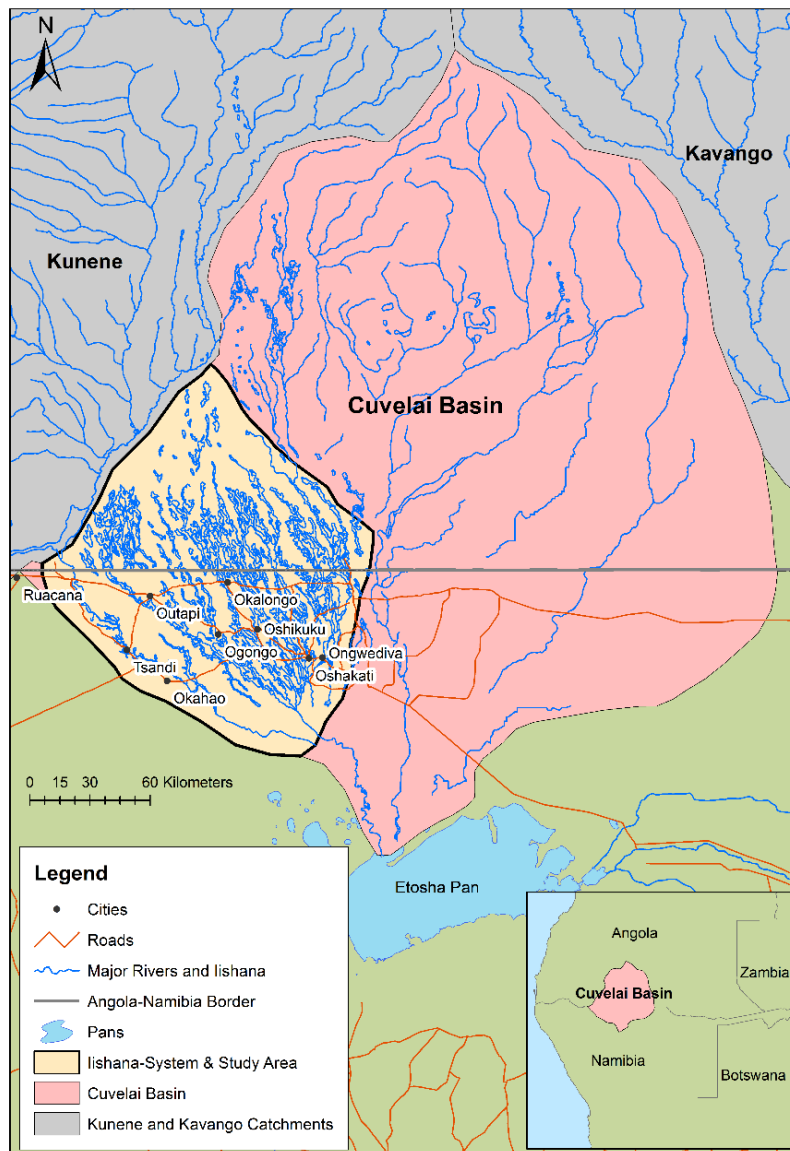 N
Kavango
Kunene
Cuvelai Basin
Ruacana
Okalongo
Outapi
Oshikuku
Ogongo
Ongwediva
Tsandi
Oshakati
Okahao
0 15 30 60 Kilometers
Etosha Pan
Legend
Cities
Roads
Major Rivers and Iishana
Angola-Namibia Border
Pans
Iishana-System & Study Area
Cuvelai Basin
Kunene and Kavango Catchments
Angola
Zambia
Cuvelai Basin
Namibia
Botswana